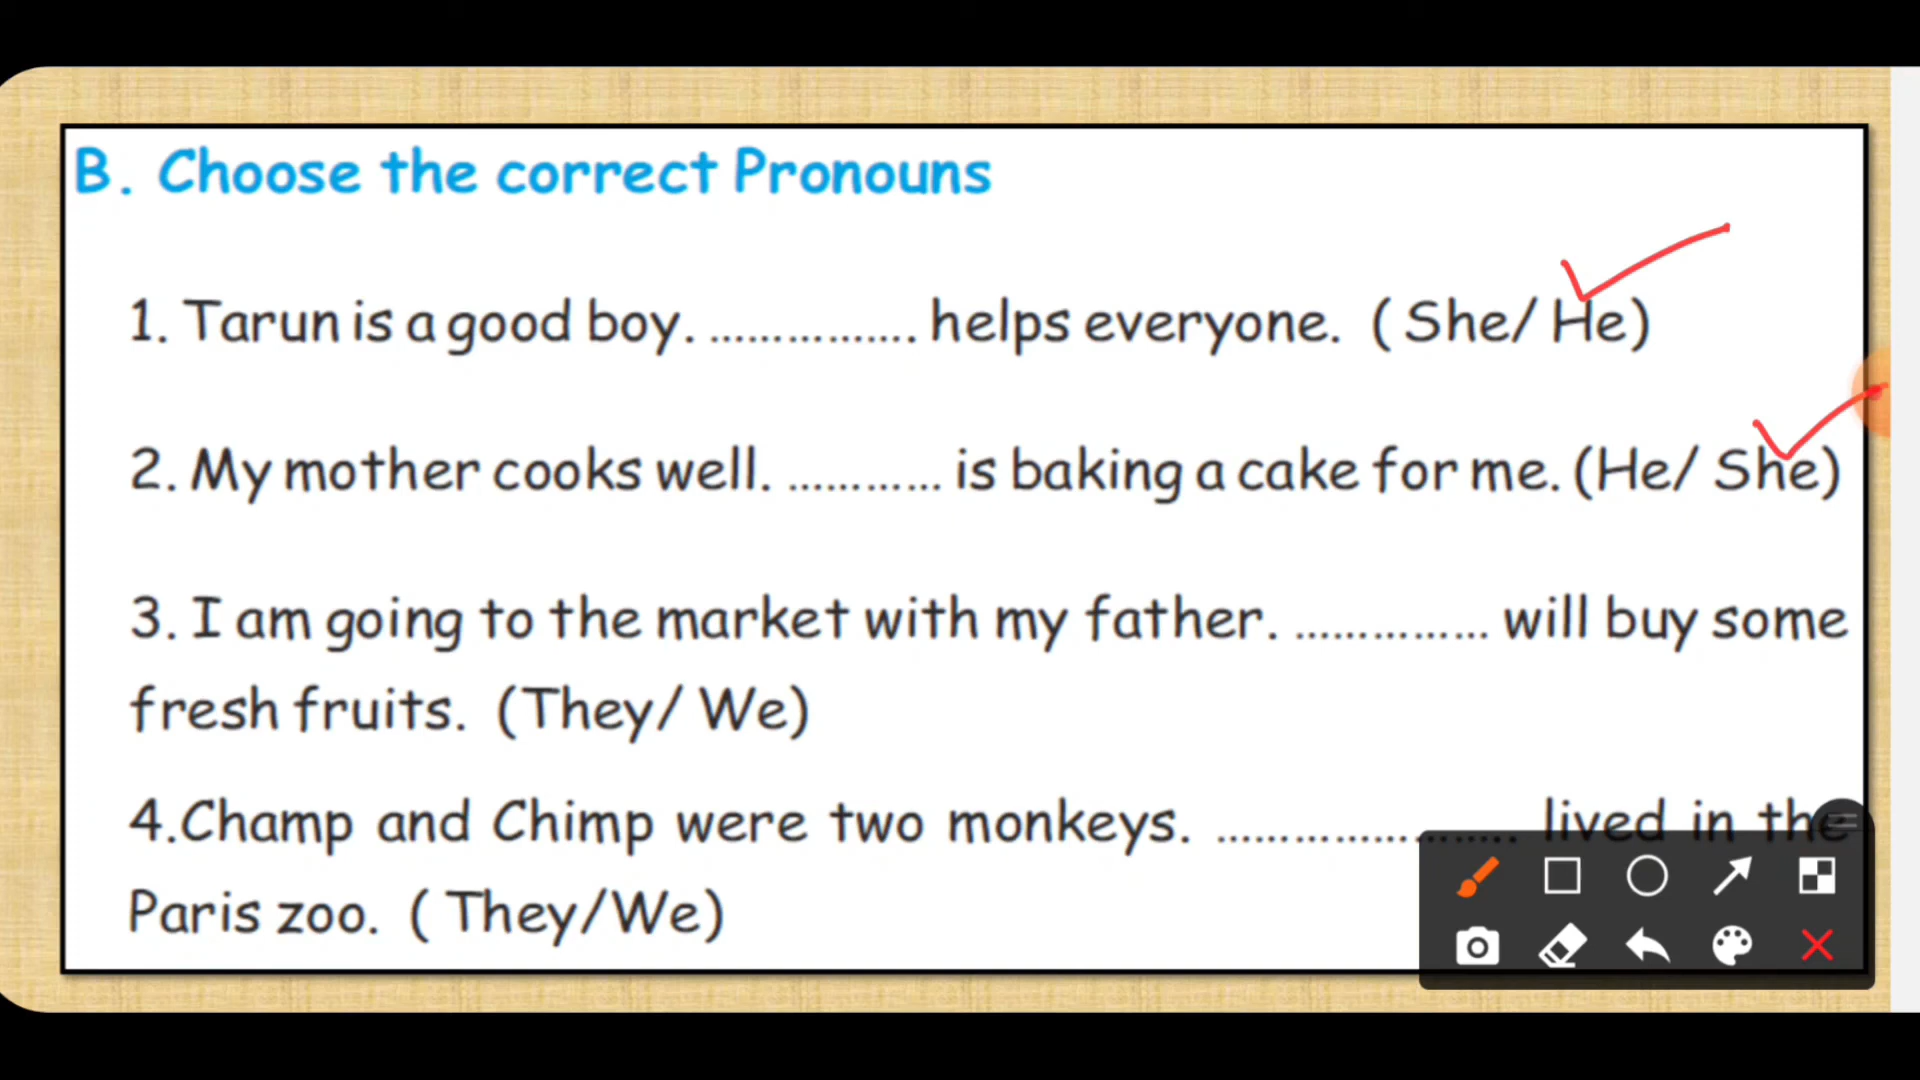 B. Choose the correct Pronouns
1. Tarun is a good boy. ................ helps everyone. ( She/ He)
2. My mother cooks well. ............ is baking a cake for me. (He/ She)
3. I am going to the market with my father. ............... will buy some
fresh fruits. (They/ We)
4.Champ and Chimp were two monkeys. ....................... lived in the
Paris zoo. ( They/We)